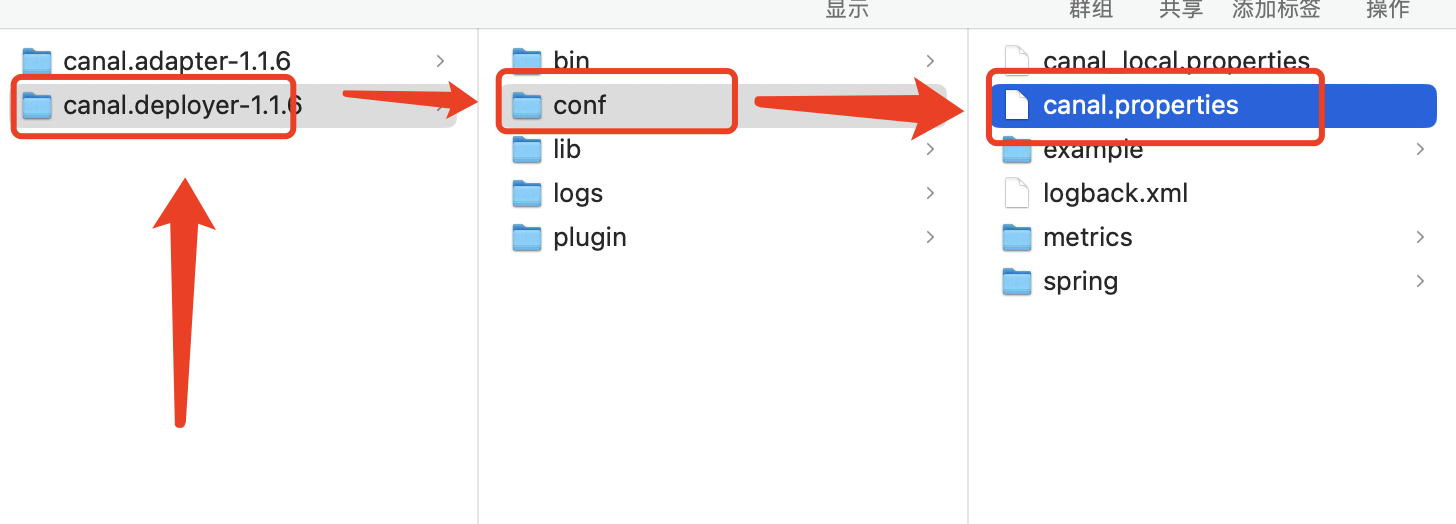 显示 群组 共享 添加标签 操作
canal.adapter-1.1.6
canal.deployer-1.1.6
bin
conf
lib
logs
plugin
canal_local.properties
canal.properties
example
logback.xml
metrics
spring